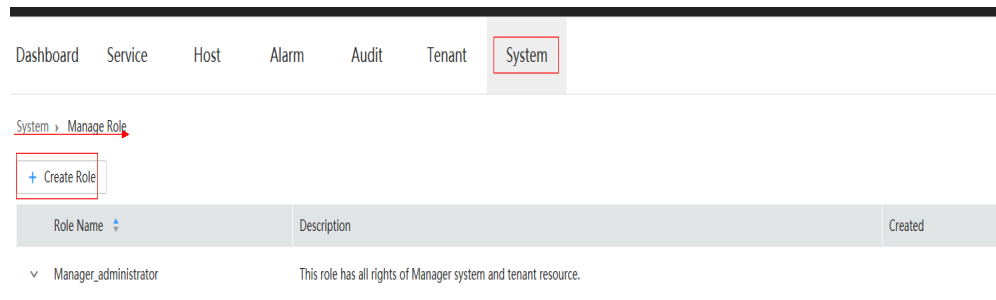 Dashboard Service Host Alarm Audit Tenant System
System › Manage Role
+ Create Role
Role Name Description Created
Manager_administrator This role has all rights of Manager system and tenant resource.